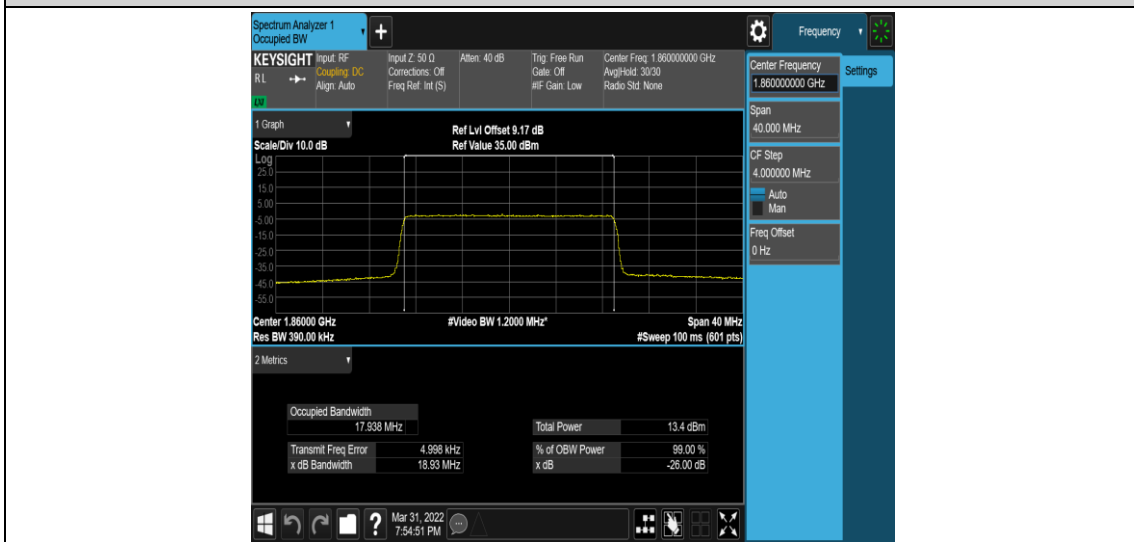 Spectrum Analyzer 1
Occupied BW
+
Frequency
KEYSIGHT
RL
LXI
Input: RF
Coupling: DC
Align: Auto
Input Z: 50 Ω
Corrections: Off
Freq Ref: Int (S)
Atten: 40 dB
Trig: Free Run
Gate: Off
#IF Gain: Low
Center Freq: 1.860000000 GHz
Avg|Hold: 30/30
Radio Std: None
Center Frequency
1.860000000 GHz
Settings
Span
40.000 MHz
CF Step
4.000000 MHz
Auto
Man
Freq Offset
0 Hz
1 Graph
Ref Lvl Offset 9.17 dB
Scale/Div 10.0 dB
Ref Value 35.00 dBm
Log
25.0
15.0
5.00
-5.00
-15.0
-25.0
-35.0
-45.0
-55.0
Center 1.86000 GHz
#Video BW 1.2000 MHz*
Span 40 MHz
Res BW 390.00 kHz
#Sweep 100 ms (601 pts)
2 Metrics
Occupied Bandwidth
17.938 MHz
Total Power 13.4 dBm
Transmit Freq Error 4.998 kHz
% of OBW Power 99.00 %
x dB Bandwidth 18.93 MHz
x dB -26.00 dB
?
Mar 31, 2022
7:54:51 PM